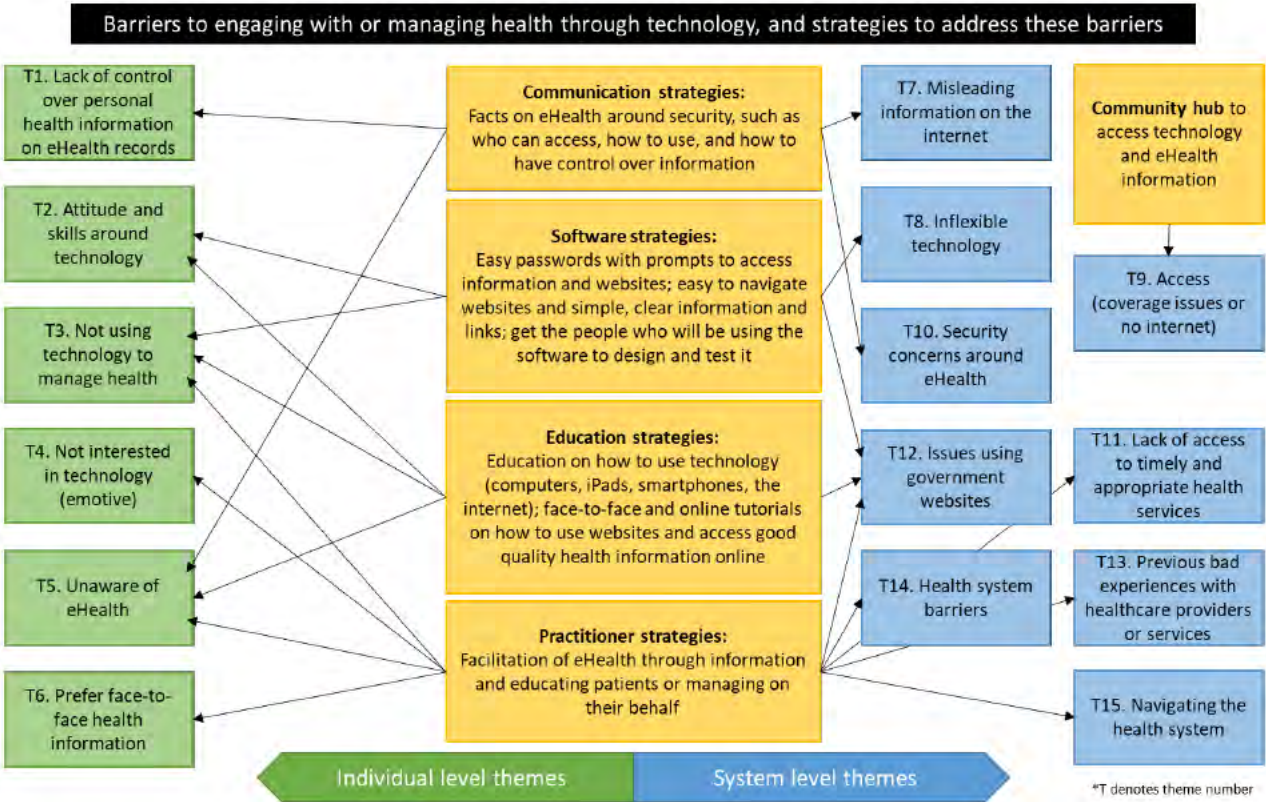 Barriers to engaging with or managing health through technology, and strategies to address these barriers
T1. Lack of control
over personal
health information
on eHealth records
T2. Attitude and
skills around
technology
T3. Not using
technology to
manage health
T4. Not interested
in technology
(emotive)
T5. Unaware of
eHealth
T6. Prefer face-to-
face health
information
Communication strategies:
Facts on eHealth around security, such as
who can access, how to use, and how to
have control over information
Software strategies:
Easy passwords with prompts to access
information and websites; easy to navigate
websites and simple, clear information and
links; get the people who will be using the
software to design and test it
Education strategies:
Education on how to use technology
(computers, iPads, smartphones, the
internet); face-to-face and online tutorials
on how to use websites and access good
quality health information online
Practitioner strategies:
Facilitation of eHealth through information
and educating patients or managing on
their behalf
T7. Misleading
information on the
internet
T8. Inflexible
technology
T10. Security
concerns around
eHealth
T12. Issues using
government
websites
T14. Health system
barriers
Community hub to
access technology
and eHealth
information
T9. Access
(coverage issues or
no internet)
T11. Lack of access
to timely and
appropriate health
services
T13. Previous bad
experiences with
healthcare providers
or services
T15. Navigating the
health system
Individual level themes
System level themes
*T denotes theme number